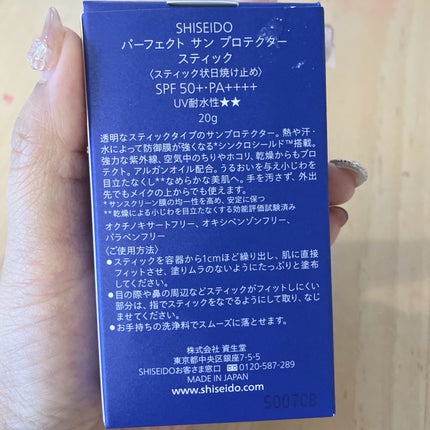 SHISEIDO
パーフェクト サン プロテクター
スティック
〈スティック状日焼け止め〉
SPF 50+・PA++++
UV耐水性★★
20g
透明なスティックタイプのサンプロテクター。熱や汗・
水によって防御膜が強くなる*シンクロシールド™搭載。
強力な紫外線、空気中のちりやホコリ、乾燥からもプロ
テクト。アルガンオイル配合。うるおいを与え小じわを
目立たなくし**なめらかな美肌へ。手を汚さず、外出
先でもメイクの上からでも使えます。
*サンスクリーン膜の均一性を高め、安定に保つ
**乾燥による小じわを目立たなくする効能評価試験済み
オクチノキサートフリー、オキシベンゾンフリー、
パラベンフリー
〈ご使用方法〉
●スティックを容器から1cmほど繰り出し、肌に直接
フィットさせ、塗りムラのないようにたっぷりと塗布
してください。
●目の際や鼻の周辺などスティックがフィットしにくい
部分は、指でスティックをなでるようにして取り、なじ
ませてください。
●お手持ちの洗浄料でスムーズに落とせます。
株式会社 資生堂
東京都中央区銀座7-5-5
SHISEIDOお客さま窓口 0120-587-289
MADE IN JAPAN
www.shiseido.com
5007CB